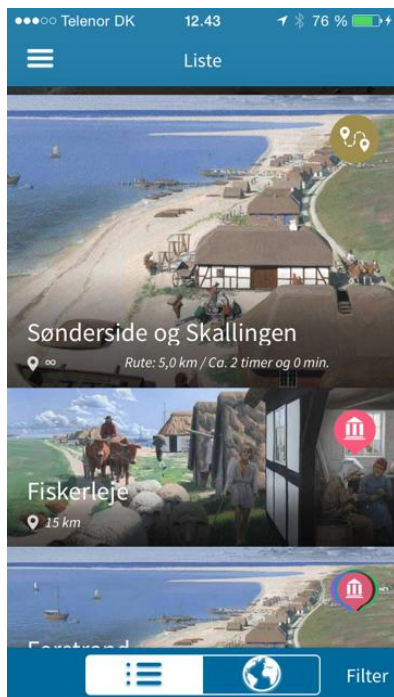 Telenor DK 12.43 76 %
Liste
Sønderside og Skallingen
∞ Rute: 5,0 km / Ca. 2 timer og 0 min.
Fiskerleje
15 km
Forstrand
Filter